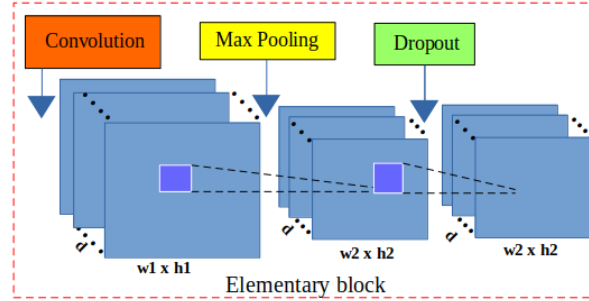 Convolution
Max Pooling
Dropout
d
d
d
w1 x h1
w2 x h2
w2 x h2
Elementary block